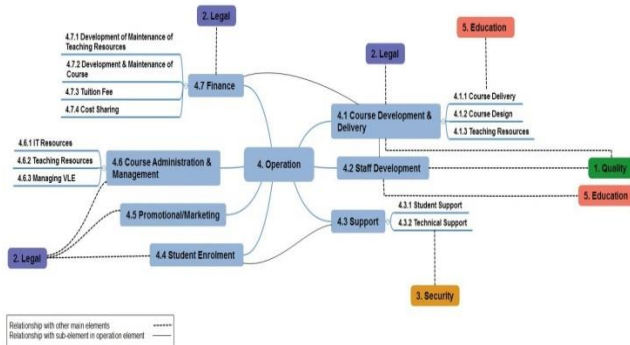 2. Legal
5. Education
4.7.1 Development of Maintenance of
Teaching Resources
4.7.2 Development & Maintenance of
Course
4.7.3 Tuition Fee
4.7.4 Cost Sharing
4.7 Finance
2. Legal
4.1 Course Development &
Delivery
4.1.1 Course Delivery
4.1.2 Course Design
4.1.3 Teaching Resources
4.6.1 IT Resources
4.6.2 Teaching Resources
4.6.3 Managing VLE
4.6 Course Administration &
Management
4. Operation
4.2 Staff Development
1. Quality
5. Education
4.5 Promotional/Marketing
4.3 Support
4.3.1 Student Support
4.3.2 Technical Support
2. Legal
4.4 Student Enrolment
3. Security
Relationship with other main elements
Relationship with sub-element in operation element